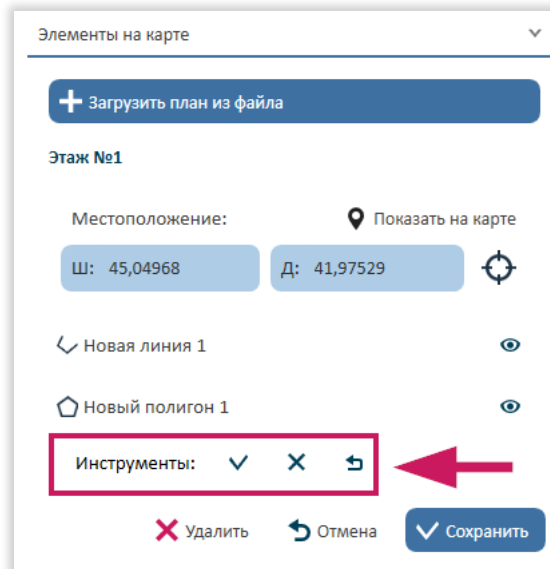 Элементы на карте
Загрузить план из файла
Этаж №1
Местоположение: Показать на карте
Ш: 45,04968 Д: 41,97529
Новая линия 1
Новый полигон 1
Инструменты:
Удалить Отмена Сохранить